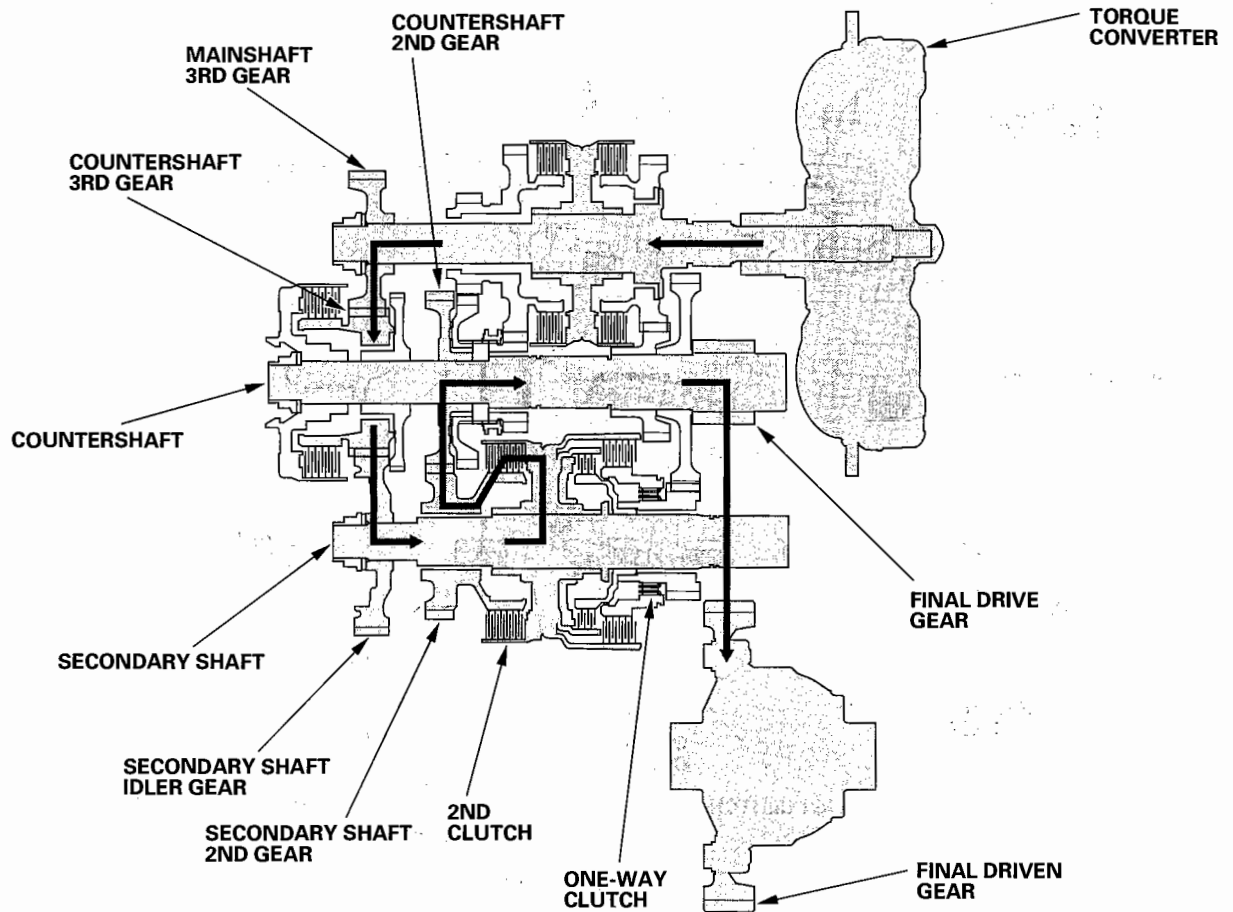 COUNTERSHAFT
2ND GEAR
TORQUE
CONVERTER
MAINSHAFT
3RD GEAR
COUNTERSHAFT
3RD GEAR
COUNTERSHAFT
FINAL DRIVE
GEAR
SECONDARY SHAFT
SECONDARY SHAFT
IDLER GEAR
SECONDARY SHAFT
2ND GEAR
2ND
CLUTCH
ONE-WAY
CLUTCH
FINAL DRIVEN
GEAR